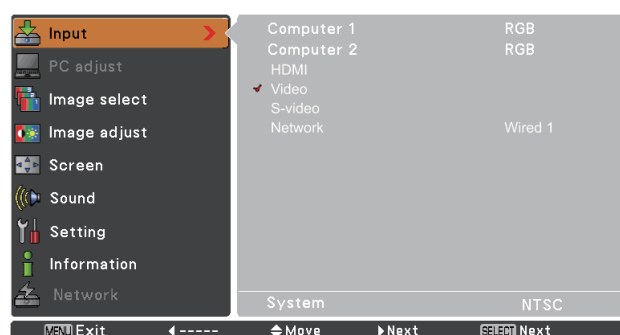 Input
PC adjust
Image select
Image adjust
Screen
Sound
Setting
Information
Network
Computer 1 RGB
Computer 2 RGB
HDMI
Video
S-video
Network Wired 1
System NTSC
MENU Exit ----- Move Next SELECT Next